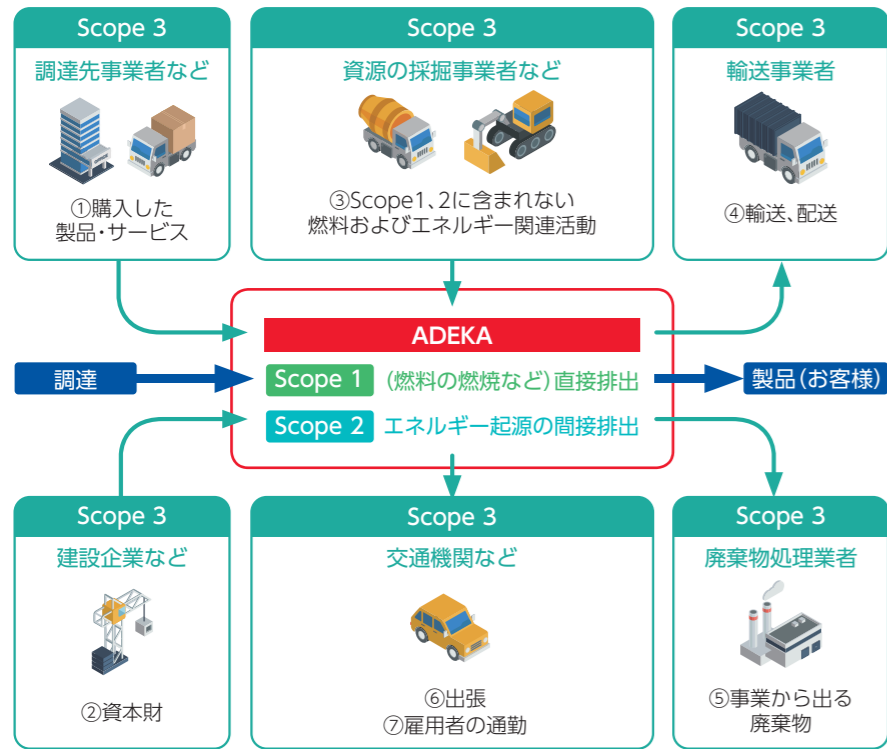 Scope 3
調達先事業者など
①購入した
製品・サービス
Scope 3
資源の採掘事業者など
③Scope1、2に含まれない
燃料およびエネルギー関連活動
Scope 3
輸送事業者
④輸送、配送
調達
ADEKA
Scope 1 (燃料の燃焼など)直接排出
Scope 2 エネルギー起源の間接排出
製品(お客様)
Scope 3
建設企業など
②資本財
Scope 3
交通機関など
⑥出張
⑦雇用者の通勤
Scope 3
廃棄物処理業者
⑤事業から出る
廃棄物